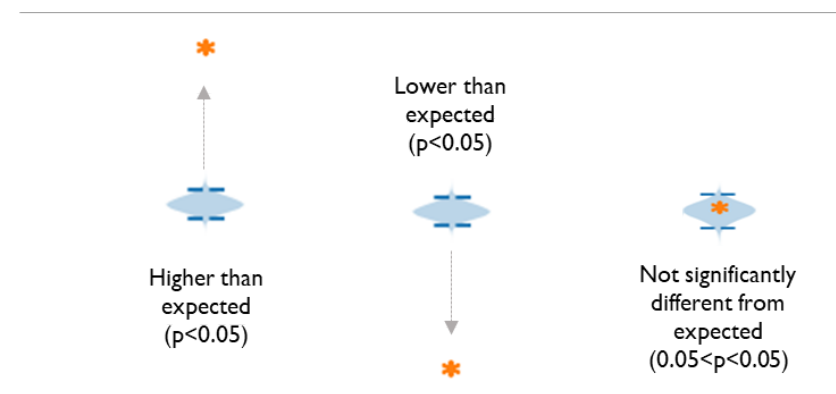 Lower than
expected
(p<0.05)
Higher than
expected
(p<0.05)
Not significantly
different from
expected
(0.05<p<0.05)